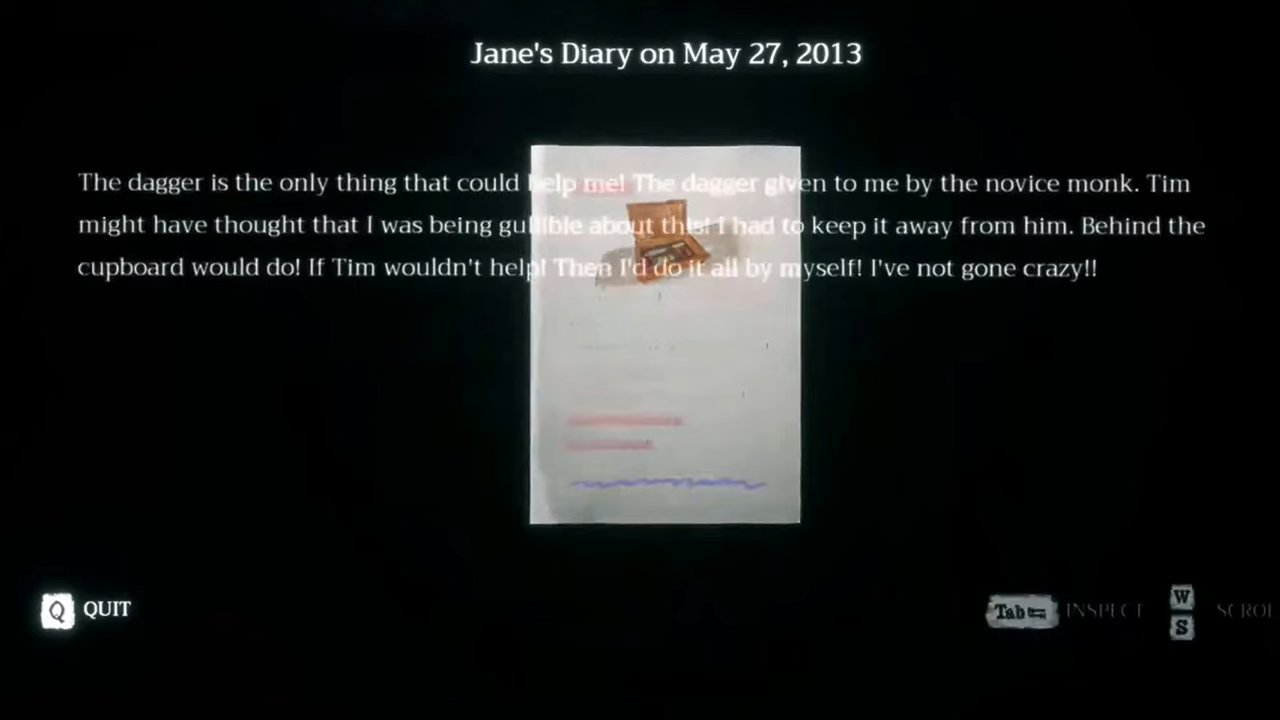 Jane's Diary on May 27, 2013
The dagger is the only thing that could help me! The dagger given to me by the novice monk. Tim
might have thought that I was being gullible about this! I had to keep it away from him. Behind the
cupboard would do! If Tim wouldn't help! Then I'd do it all by myself! I've not gone crazy!!
Q QUIT
Tab INSPECT
W
S
SCROL